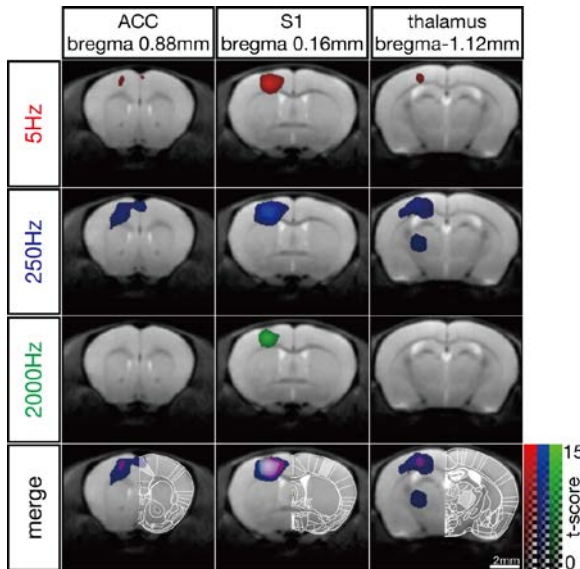 ACC
bregma 0.88mm
S1
bregma 0.16mm
thalamus
bregma-1.12mm
5Hz
250Hz
2000Hz
merge
15
t-score
0
2mm